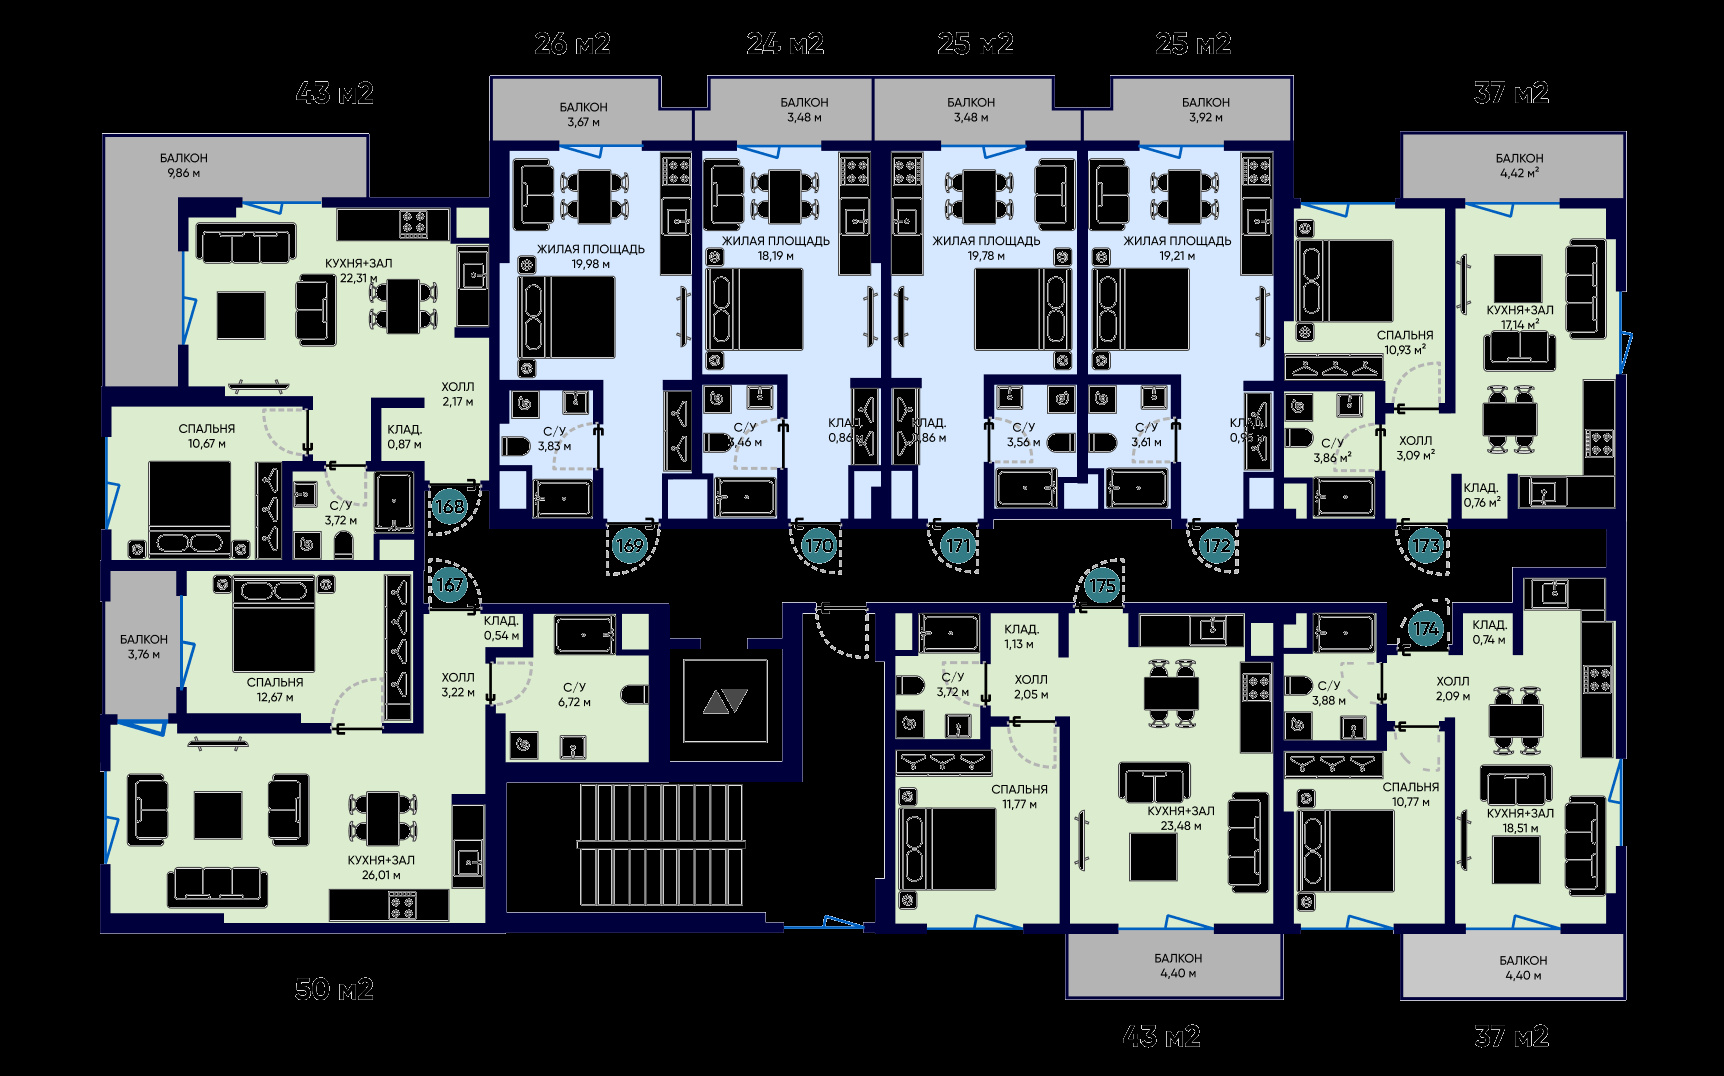 26 м2
24 м2
25 м2
25 м2
43 м2
37 м2
БАЛКОН
3,67 м
БАЛКОН
3,48 м
БАЛКОН
3,48 м
БАЛКОН
3,92 м
БАЛКОН
9,86 м
БАЛКОН
4,42 м²
КУХНЯ+ЗАЛ
22,31 м
ЖИЛАЯ ПЛОЩАДЬ
19,98 м
ЖИЛАЯ ПЛОЩАДЬ
18,19 м
ЖИЛАЯ ПЛОЩАДЬ
19,78 м
ЖИЛАЯ ПЛОЩАДЬ
19,21 м
КУХНЯ+ЗАЛ
17,14 м²
СПАЛЬНЯ
10,93 м²
ХОЛЛ
2,17 м
СПАЛЬНЯ
10,67 м
КЛАД.
0,87 м
С/У
3,83 м
С/У
3,46 м
КЛАД.
0,86 м
КЛАД.
0,86 м
С/У
3,56 м
С/У
3,61 м
КЛАД.
С/У
3,86 м²
ХОЛЛ
3,09 м²
КЛАД.
0,76 м²
С/У
3,72 м
168
169
170
171
172
173
167
175
174
БАЛКОН
3,76 м
СПАЛЬНЯ
12,67 м
КЛАД.
0,54 м
ХОЛЛ
3,22 м
С/У
6,72 м
КЛАД.
1,13 м
С/У
3,72 м
ХОЛЛ
2,05 м
С/У
3,88 м
ХОЛЛ
2,09 м
КЛАД.
0,74 м
СПАЛЬНЯ
11,77 м
КУХНЯ+ЗАЛ
23,48 м
СПАЛЬНЯ
10,77 м
КУХНЯ+ЗАЛ
18,51 м
КУХНЯ+ЗАЛ
26,01 м
БАЛКОН
4,40 м
БАЛКОН
4,40 м
50 м2
43 м2
37 м2